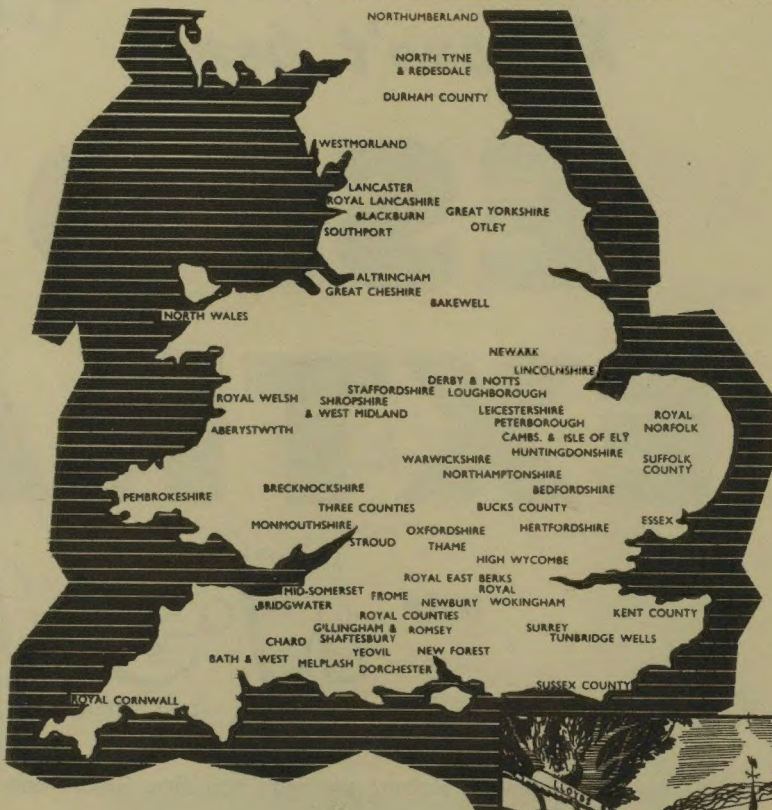 NORTHUMBERLAND
NORTH TYNE
& REDESDALE
DURHAM COUNTY
WESTMORLAND
LANCASTER
ROYAL LANCASHIRE
BLACKBURN
GREAT YORKSHIRE
OTLEY
SOUTHPORT
ALTRINCHAM
GREAT CHESHIRE
BAKEWELL
NORTH WALES
NEWARK
LINCOLNSHIRE
DERBY & NOTTS
LOUGHBOROUGH
STAFFORDSHIRE
SHROPSHIRE
& WEST MIDLAND
ROYAL WELSH
LEICESTERSHIRE
PETERBOROUGH
CAMBS. & ISLE OF ELY
ROYAL
NORFOLK
ABERYSTWYTH
HUNTINGDONSHIRE
WARWICKSHIRE
SUFFOLK
COUNTY
NORTHAMPTONSHIRE
BRECKNOCKSHIRE
BEDFORDSHIRE
PEMBROKESHIRE
THREE COUNTIES
BUCKS COUNTY
MONMOUTHSHIRE
OXFORDSHIRE
HERTFORDSHIRE
ESSEX
STROUD
THAME
HIGH WYCOMBE
ROYAL EAST BERKS
ROYAL
MID-SOMERSET
FROME
NEWBURY
WOKINGHAM
BRIDGWATER
ROYAL COUNTIES
KENT COUNTY
GILLINGHAM &
SHAFTESBURY
ROMSEY
SURREY
TUNBRIDGE WELLS
CHARD
YEOVIL
NEW FOREST
BATH & WEST
MELPLASH
DORCHESTER
SUSSEX COUNTY
ROYAL CORNWALL
LLOYDS